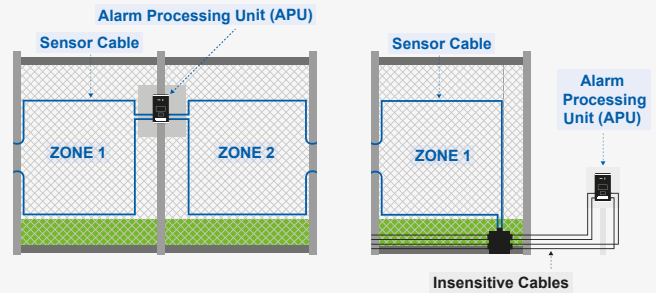 Alarm Processing Unit (APU)
Sensor Cable
ZONE 1
ZONE 2
Sensor Cable
Alarm
Processing
Unit (APU)
ZONE 1
Insensitive Cables